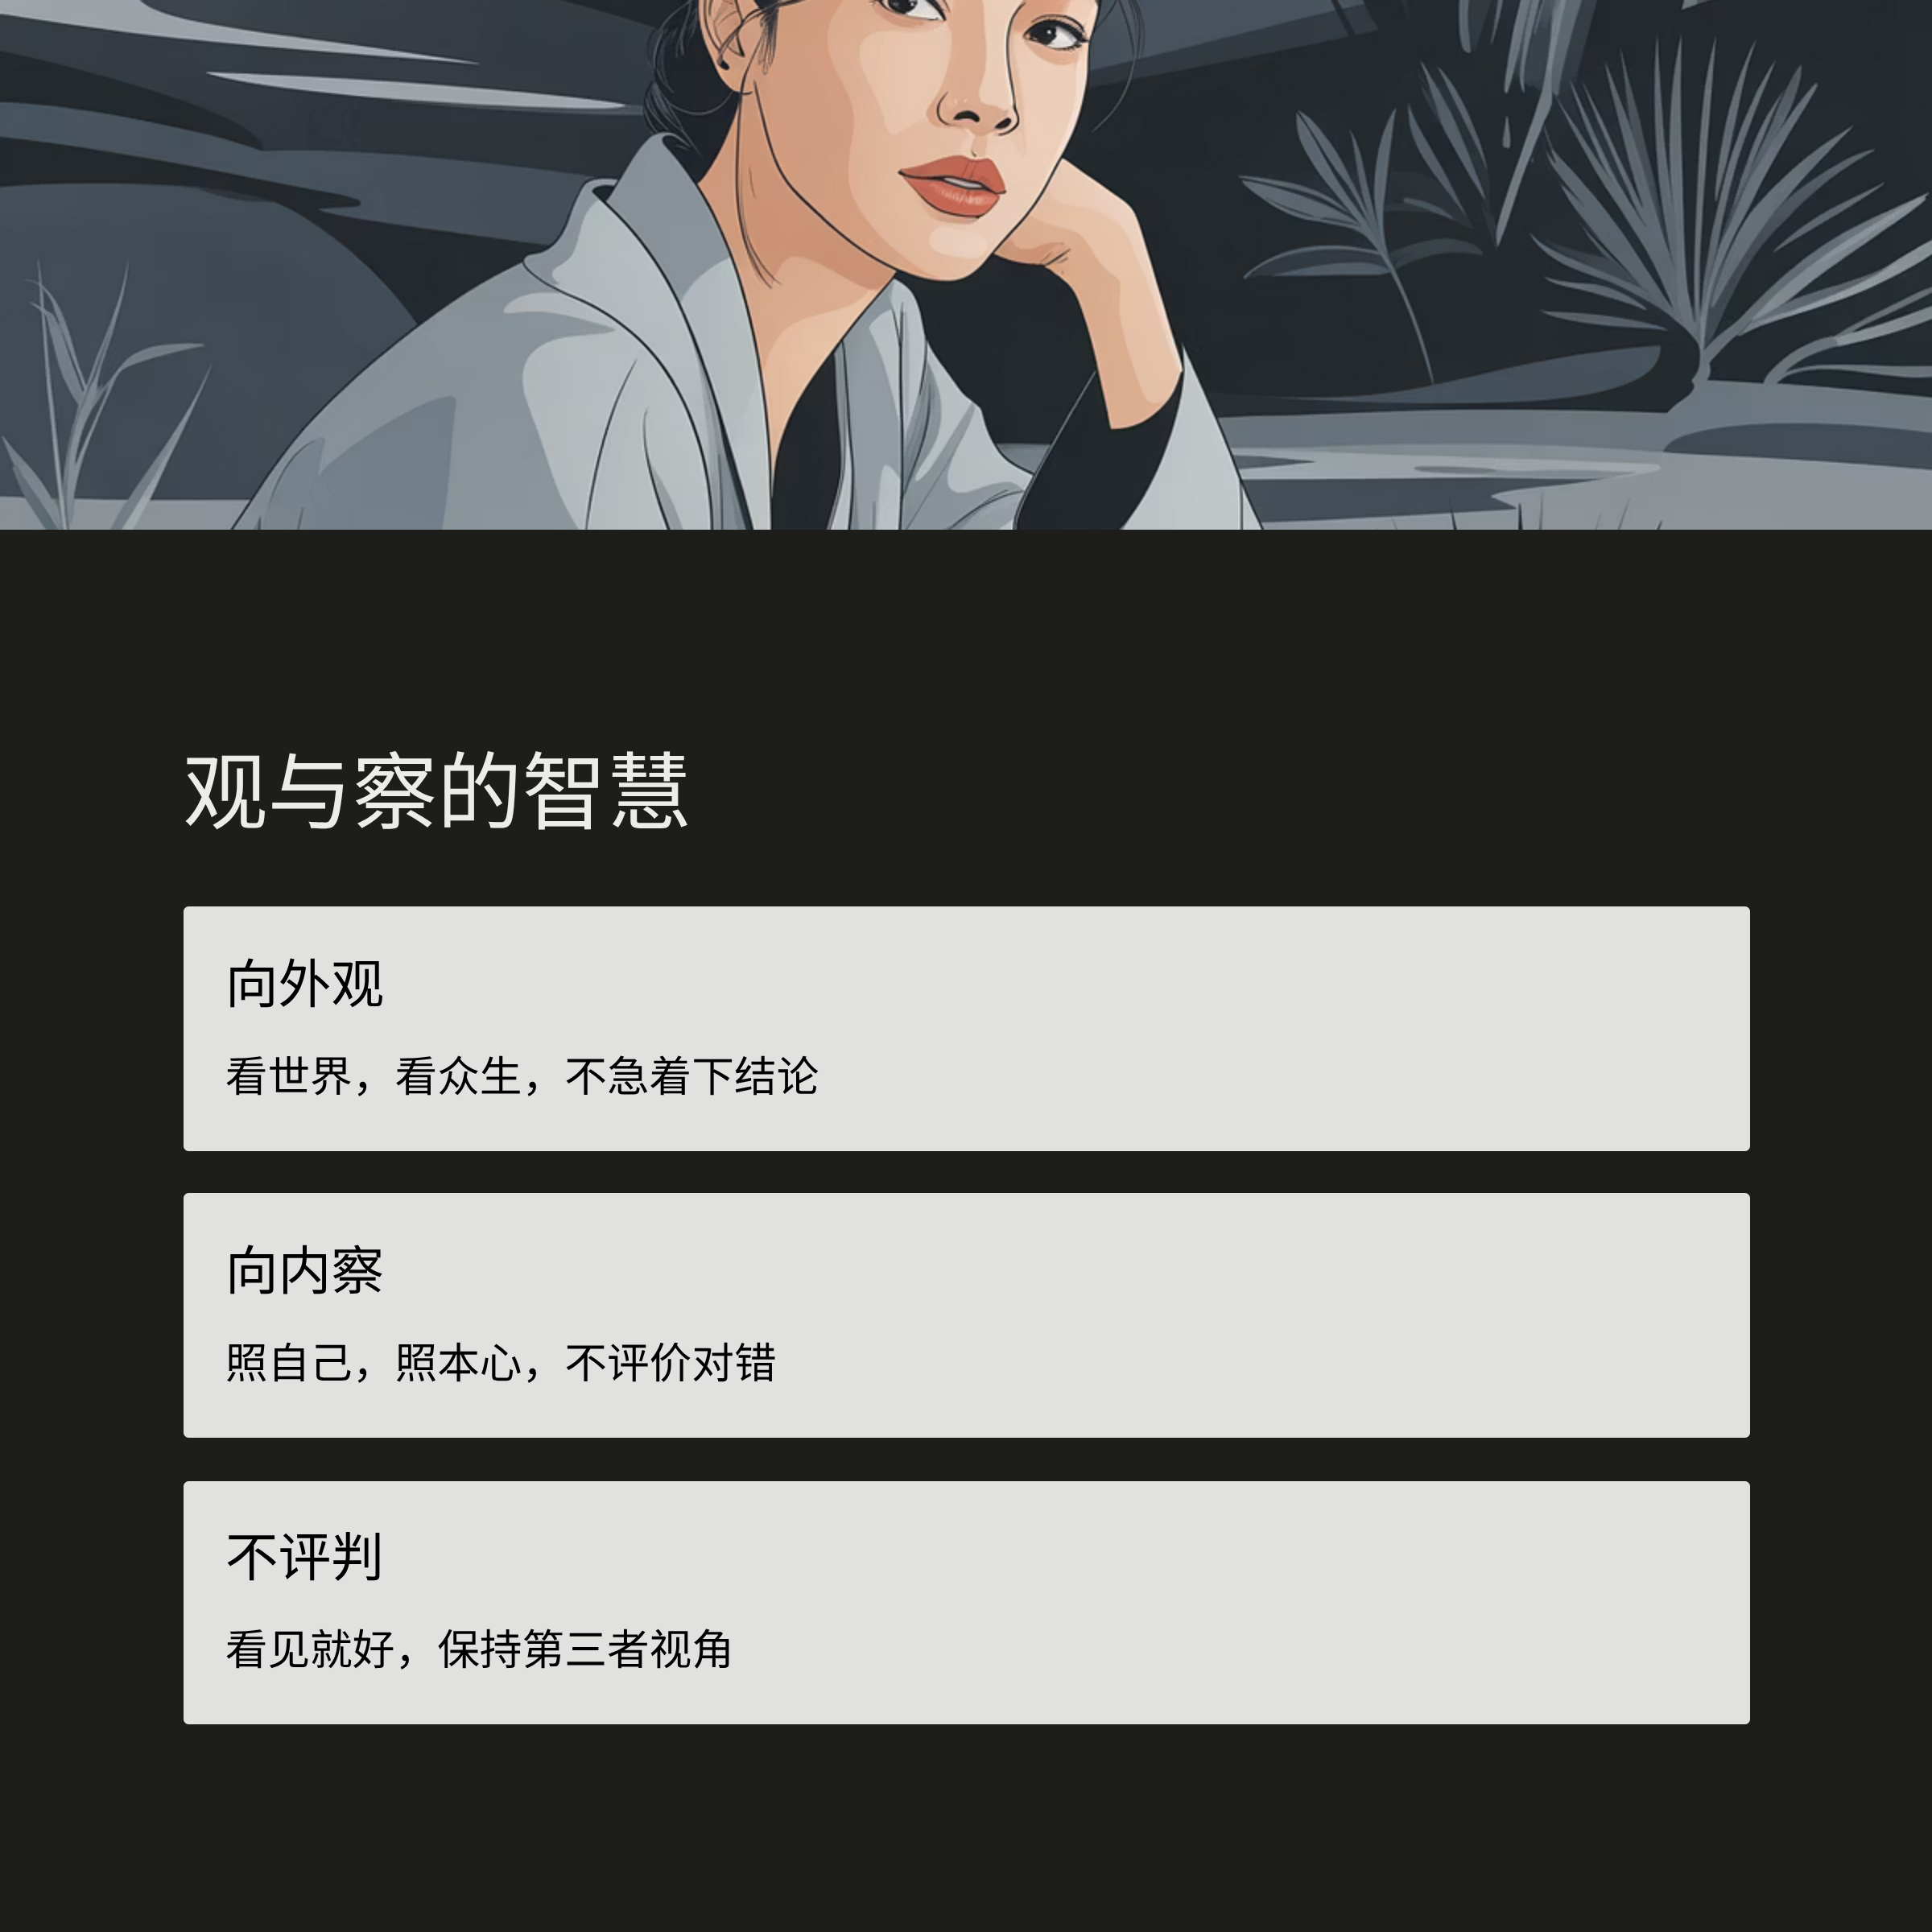 观与察的智慧
向外观
看世界，看众生，不急着下结论
向内察
照自己，照本心，不评价对错
不评判
看见就好，保持第三者视角